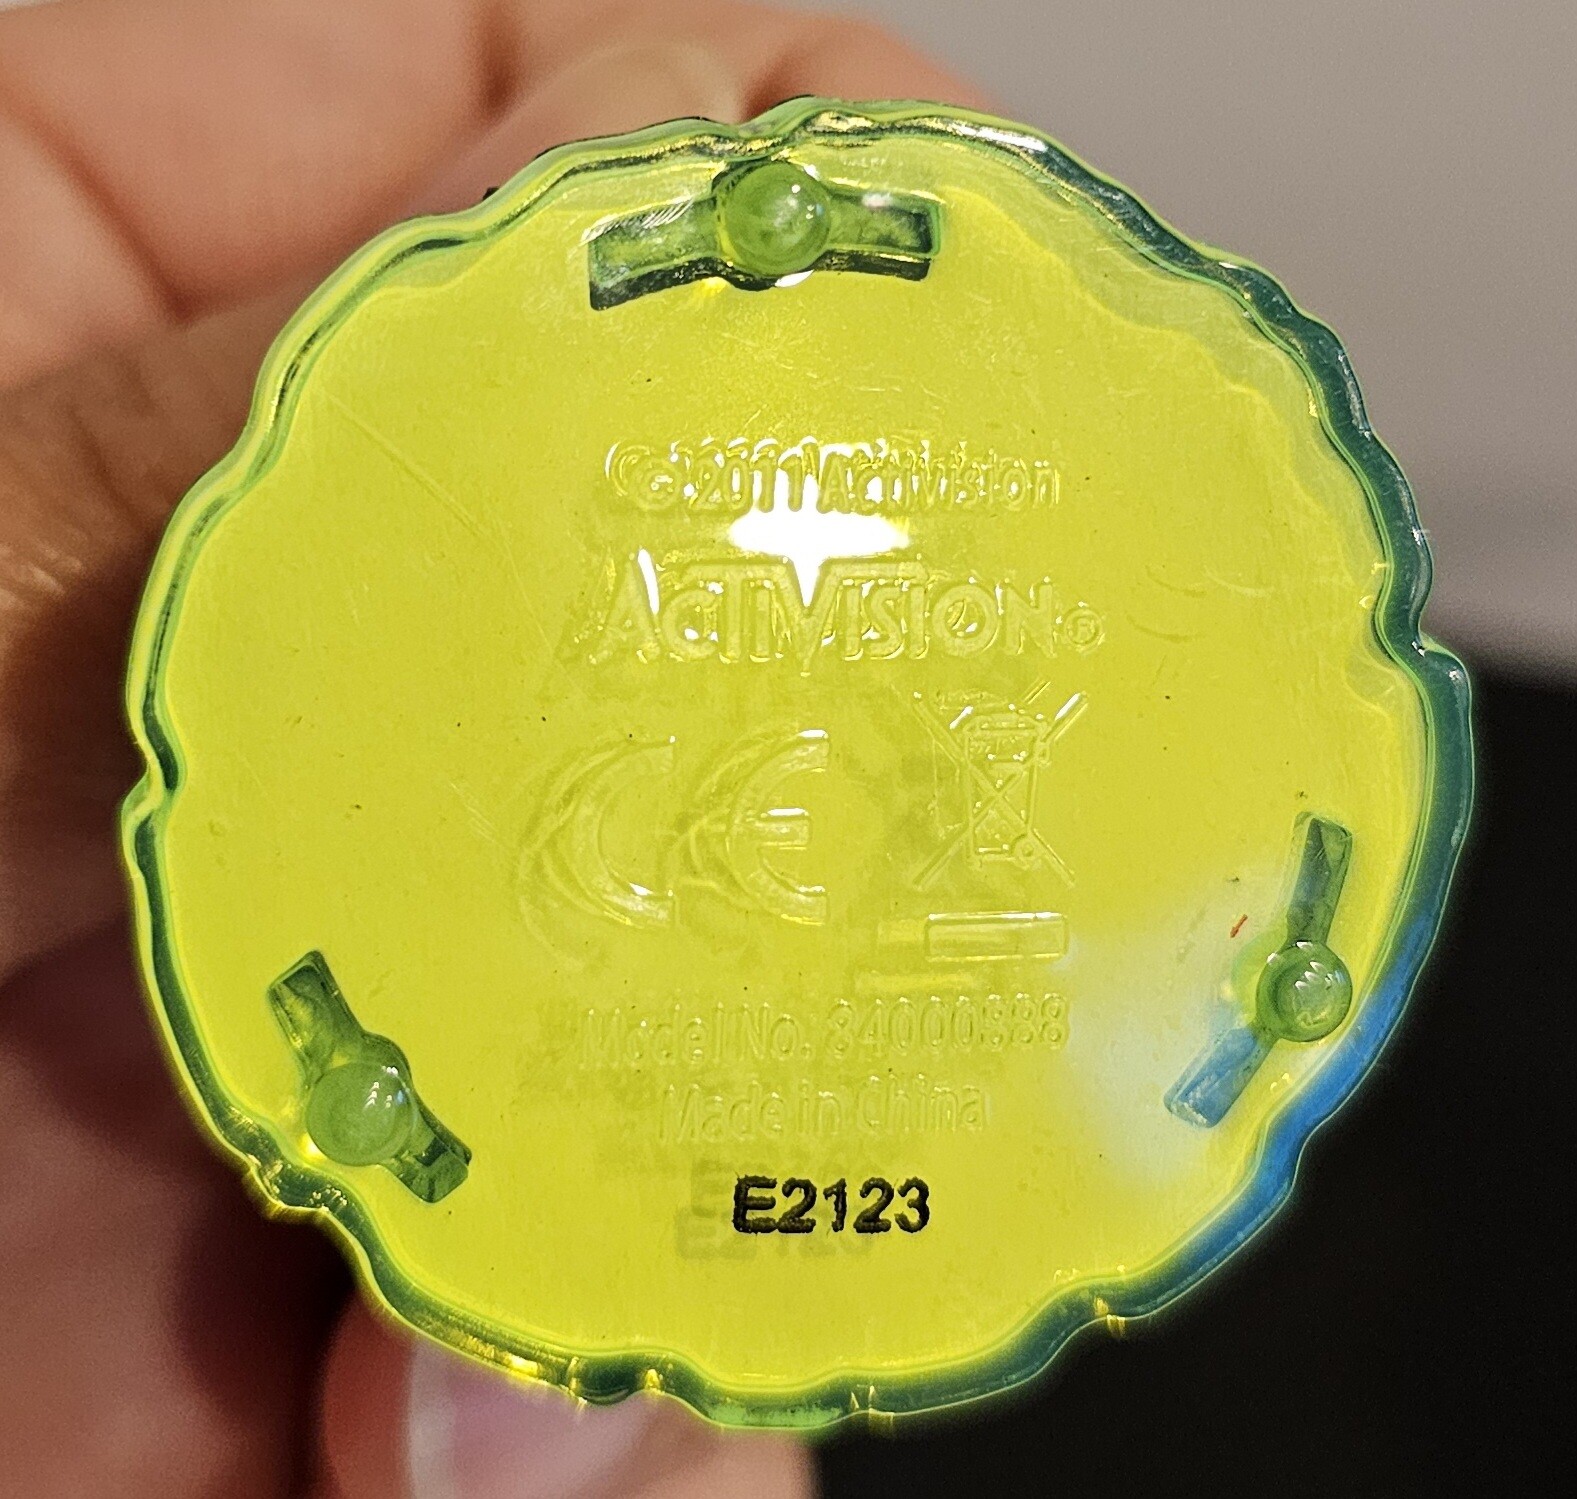 © 2011 Activision
ACTIVISION®
CE
Model No. 84000888
Made in China
E2123